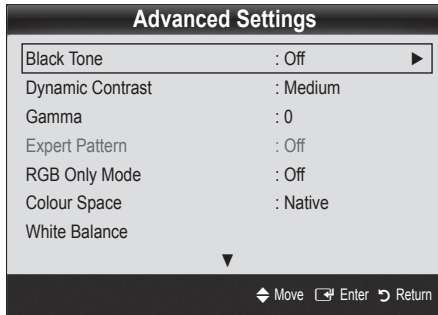 Advanced Settings
Black Tone : Off ►
Dynamic Contrast : Medium
Gamma : 0
Expert Pattern : Off
RGB Only Mode : Off
Colour Space : Native
White Balance
▼
Move Enter Return